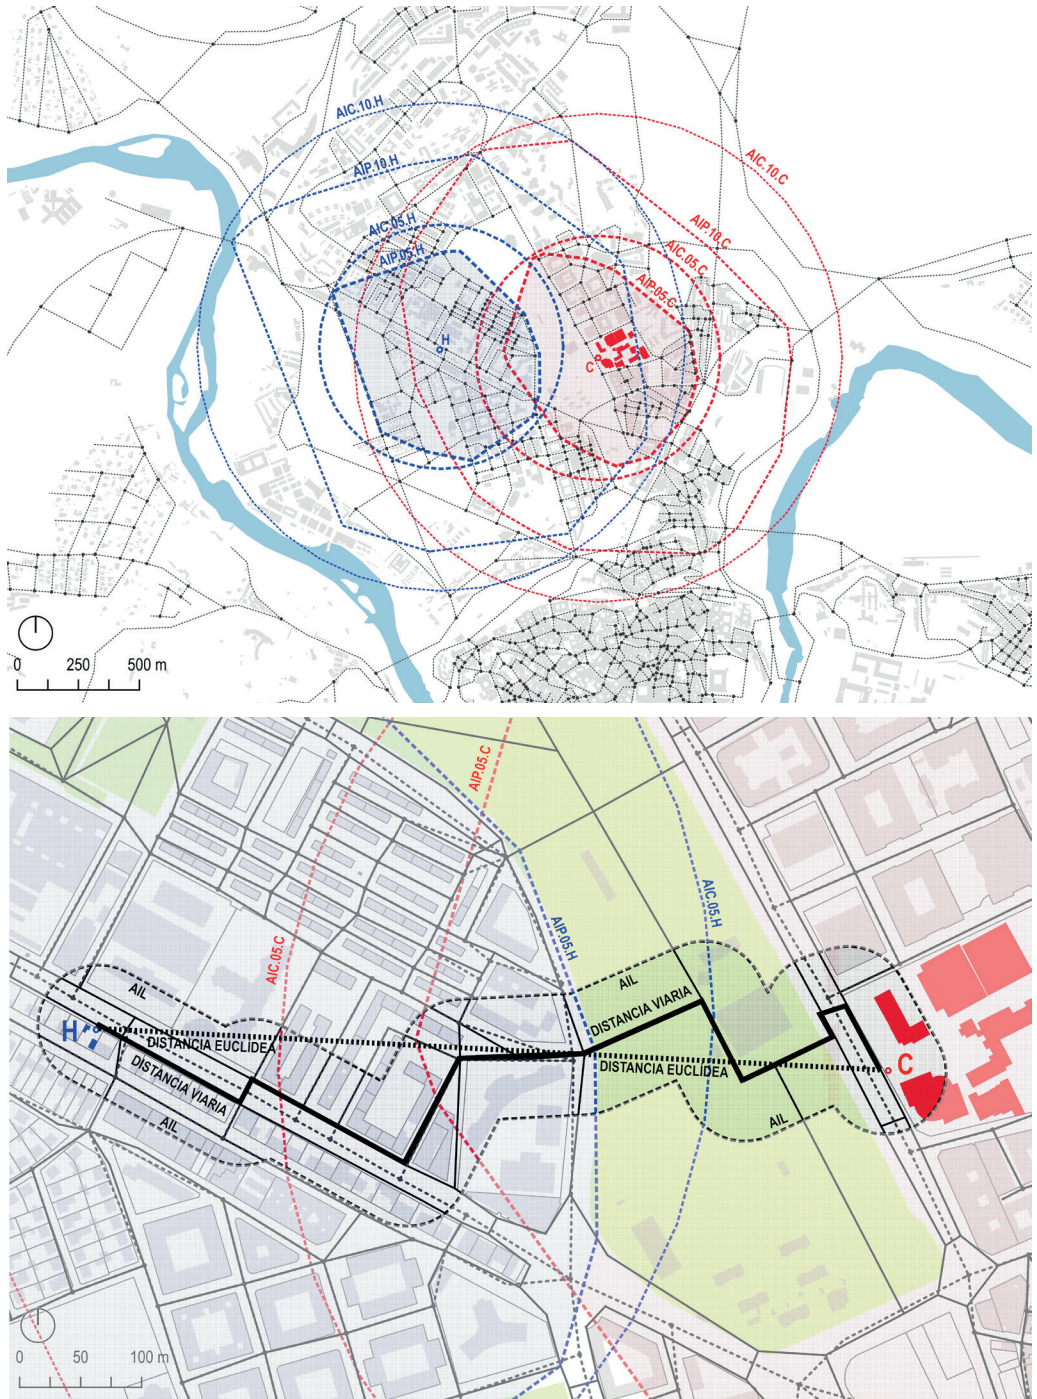 AIC.10.H
AIP.10.H
AIC.05.H
AIP.05.H
AIC.10.C
AIP.10.C
AIC.05.C
AIP.05.C
H
C
0 250 500 m
AIP.05.C
AIC.05.C
AIP.05.H
AIC.05.H
AIL
AIL
H
DISTANCIA EUCLÍDEA
DISTANCIA VIARIA
DISTANCIA VIARIA
DISTANCIA EUCLÍDEA
C
AIL
AIL
0 50 100 m